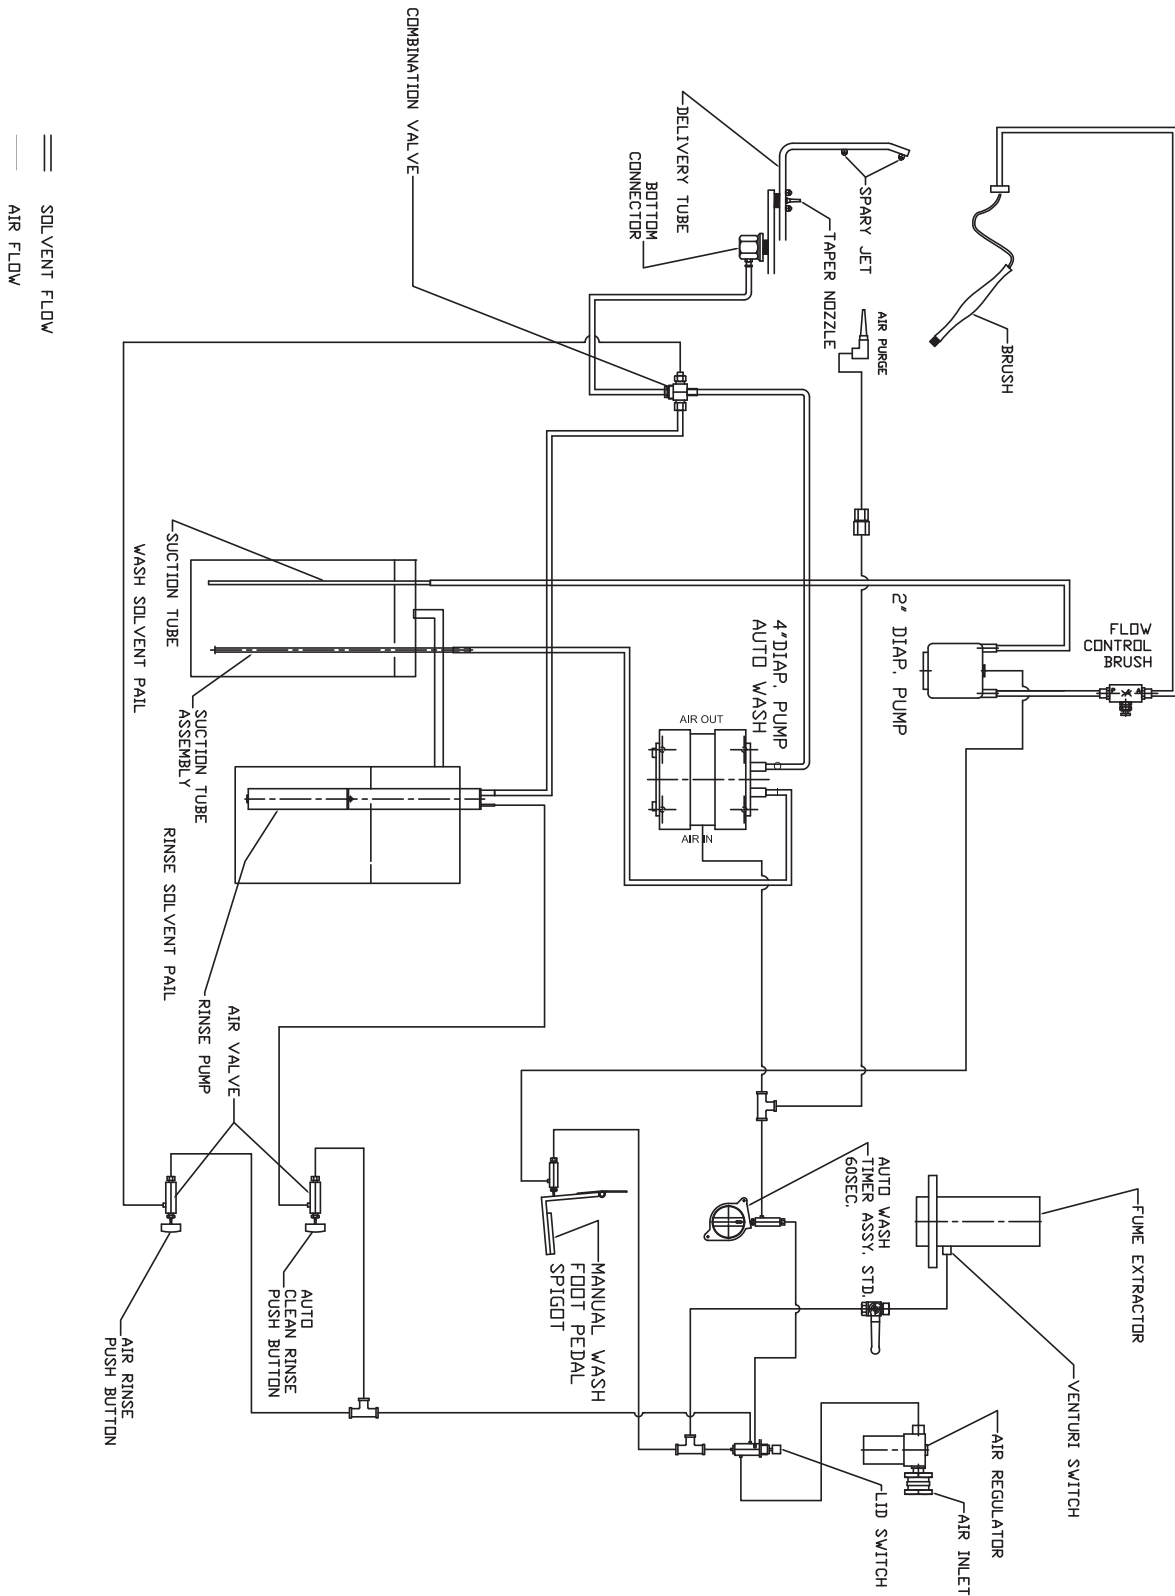 COMBINATION VALVE
DELIVERY TUBE
BOTTOM
CONNECTOR
SPARY JET
TAPER NOZZLE
AIR PURGE
BRUSH
SOLVENT FLOW
AIR FLOW
SUCTION TUBE
WASH SOLVENT PAIL
SUCTION TUBE
ASSEMBLY
4"DIAP. PUMP
AUTO WASH
AIR OUT
AIR IN
2" DIAP. PUMP
FLOW
CONTROL
BRUSH
RINSE SOLVENT PAIL
RINSE PUMP
AIR VALVE
AUTO WASH
TIMER ASSY. STD.
60SEC.
FUME EXTRACTOR
VENTURI SWITCH
MANUAL WASH
FOOT PEDAL
SPIGOT
AUTO
CLEAN RINSE
PUSH BUTTON
AIR RINSE
PUSH BUTTON
AIR REGULATOR
AIR INLET
LID SWITCH